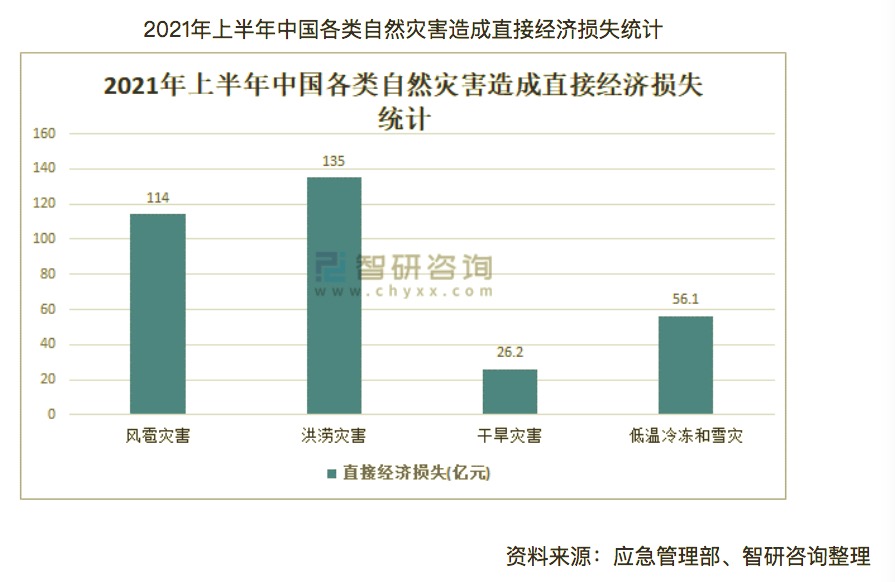 2021年上半年中国各类自然灾害造成直接经济损失统计
2021年上半年中国各类自然灾害造成直接经济损失
统计
160
140
120
100
80
60
40
20
0
114
135
26.2
56.1
智研咨询
www.chyxx.com
风雹灾害
洪涝灾害
干旱灾害
低温冷冻和雪灾
直接经济损失(亿元)
资料来源：应急管理部、智研咨询整理